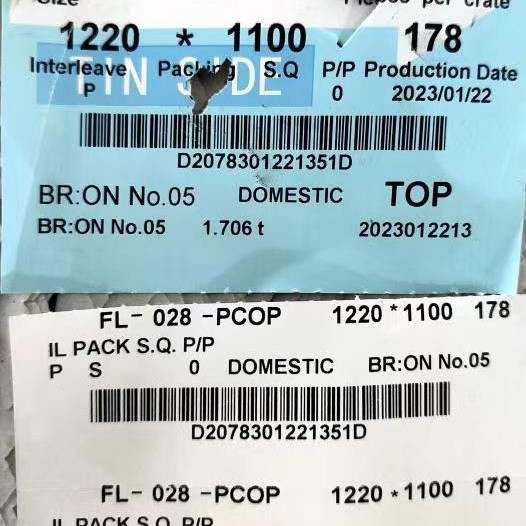 Size Pieces per crate
1220 * 1100 178
TIN SIDE
Interleave Packing S.Q P/P Production Date
P 0 2023/01/22
D2078301221351D
BR:ON No.05 DOMESTIC TOP
BR:ON No.05 1.706 t 2023012213
FL- 028 -PCOP 1220 *1100 178
IL PACK S.Q. P/P
P S 0 DOMESTIC BR:ON No.05
D2078301221351D
FL- 028 -PCOP 1220 *1100 178
IL PACK S.Q. P/P